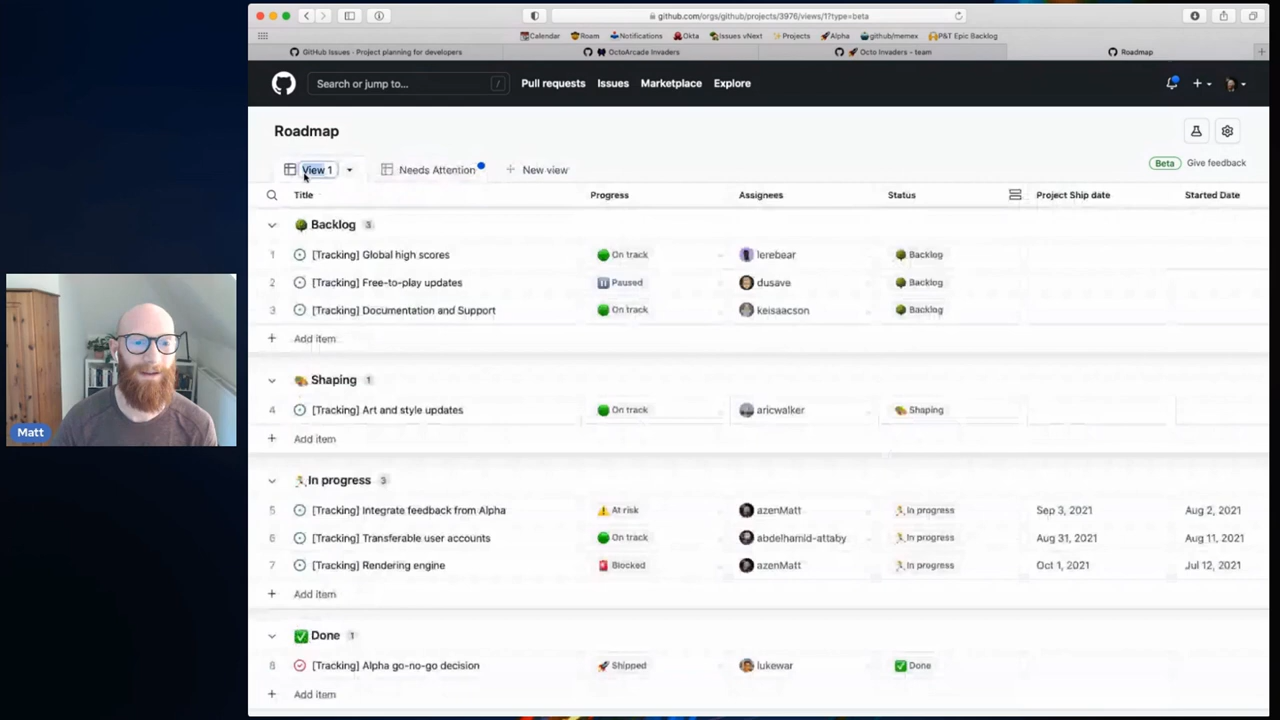 github.com/orgs/github/projects/3976/views/1?type=beta
Calendar Roam Notifications Okta Issues vNext Projects Alpha github/memex P&T Epic Backlog
GitHub Issues · Project planning for developers OctoArcade Invaders Octo Invaders - team Roadmap
Search or jump to... / Pull requests Issues Marketplace Explore
Roadmap
View 1 Needs Attention + New view Beta Give feedback
Title Progress Assignees Status Project Ship date Started Date
Backlog 3
1 [Tracking] Global high scores On track lerebear Backlog
2 [Tracking] Free-to-play updates Paused dusave Backlog
3 [Tracking] Documentation and Support On track keisaacson Backlog
+ Add item
Shaping 1
4 [Tracking] Art and style updates On track aricwalker Shaping
+ Add item
In progress 3
5 [Tracking] Integrate feedback from Alpha At risk azenMatt In progress Sep 3, 2021 Aug 2, 2021
6 [Tracking] Transferable user accounts On track abdelhamid-attaby In progress Aug 31, 2021 Aug 11, 2021
7 [Tracking] Rendering engine Blocked azenMatt In progress Oct 1, 2021 Jul 12, 2021
+ Add item
Done 1
8 [Tracking] Alpha go-no-go decision Shipped lukewar Done
+ Add item
Matt